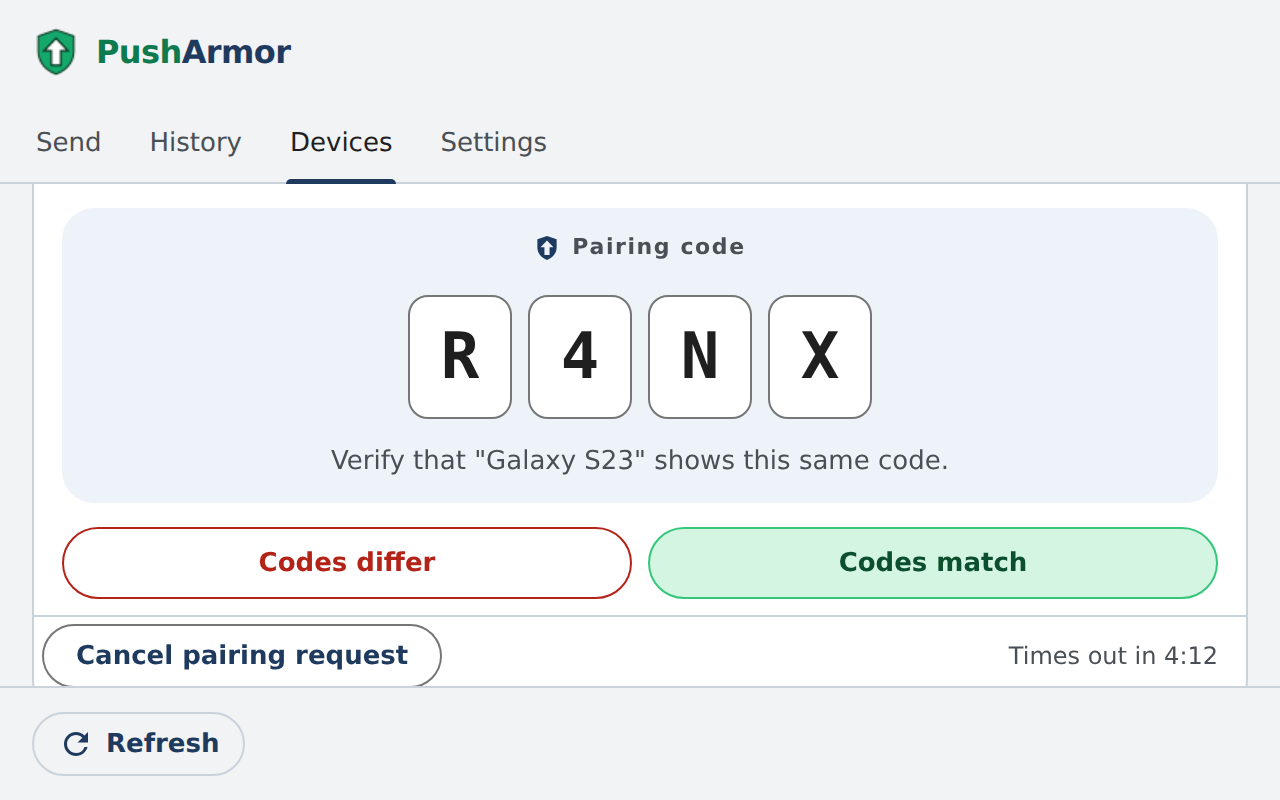 PushArmor
Send History Devices Settings
Pairing code
R 4 N X
Verify that "Galaxy S23" shows this same code.
Codes differ Codes match
Cancel pairing request Times out in 4:12
Refresh